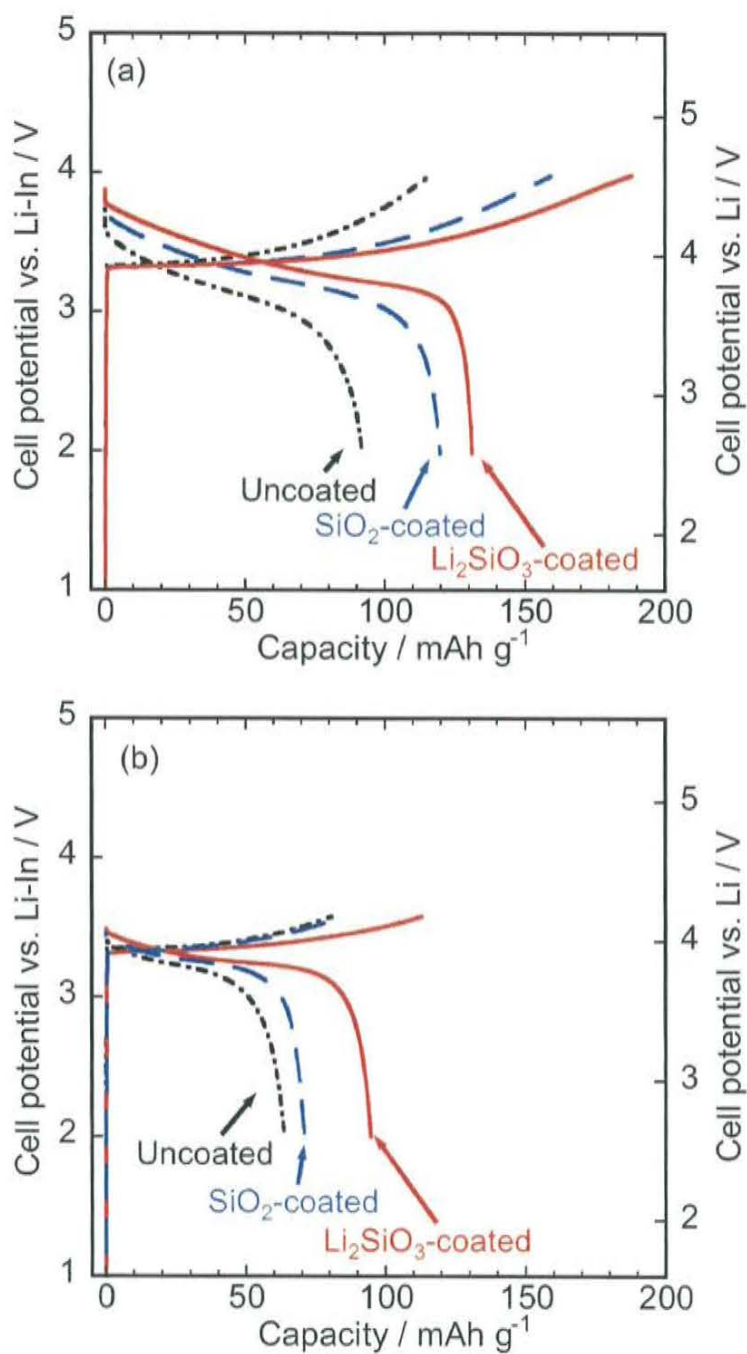 (a)
Cell potential vs. Li-In / V
5
4
3
2
1
Cell potential vs. Li / V
5
4
3
2
Uncoated
SiO₂-coated
Li₂SiO₃-coated
0 50 100 150 200
Capacity / mAh g⁻¹
(b)
Cell potential vs. Li-In / V
5
4
3
2
1
Cell potential vs. Li / V
5
4
3
2
Uncoated
SiO₂-coated
Li₂SiO₃-coated
0 50 100 150 200
Capacity / mAh g⁻¹